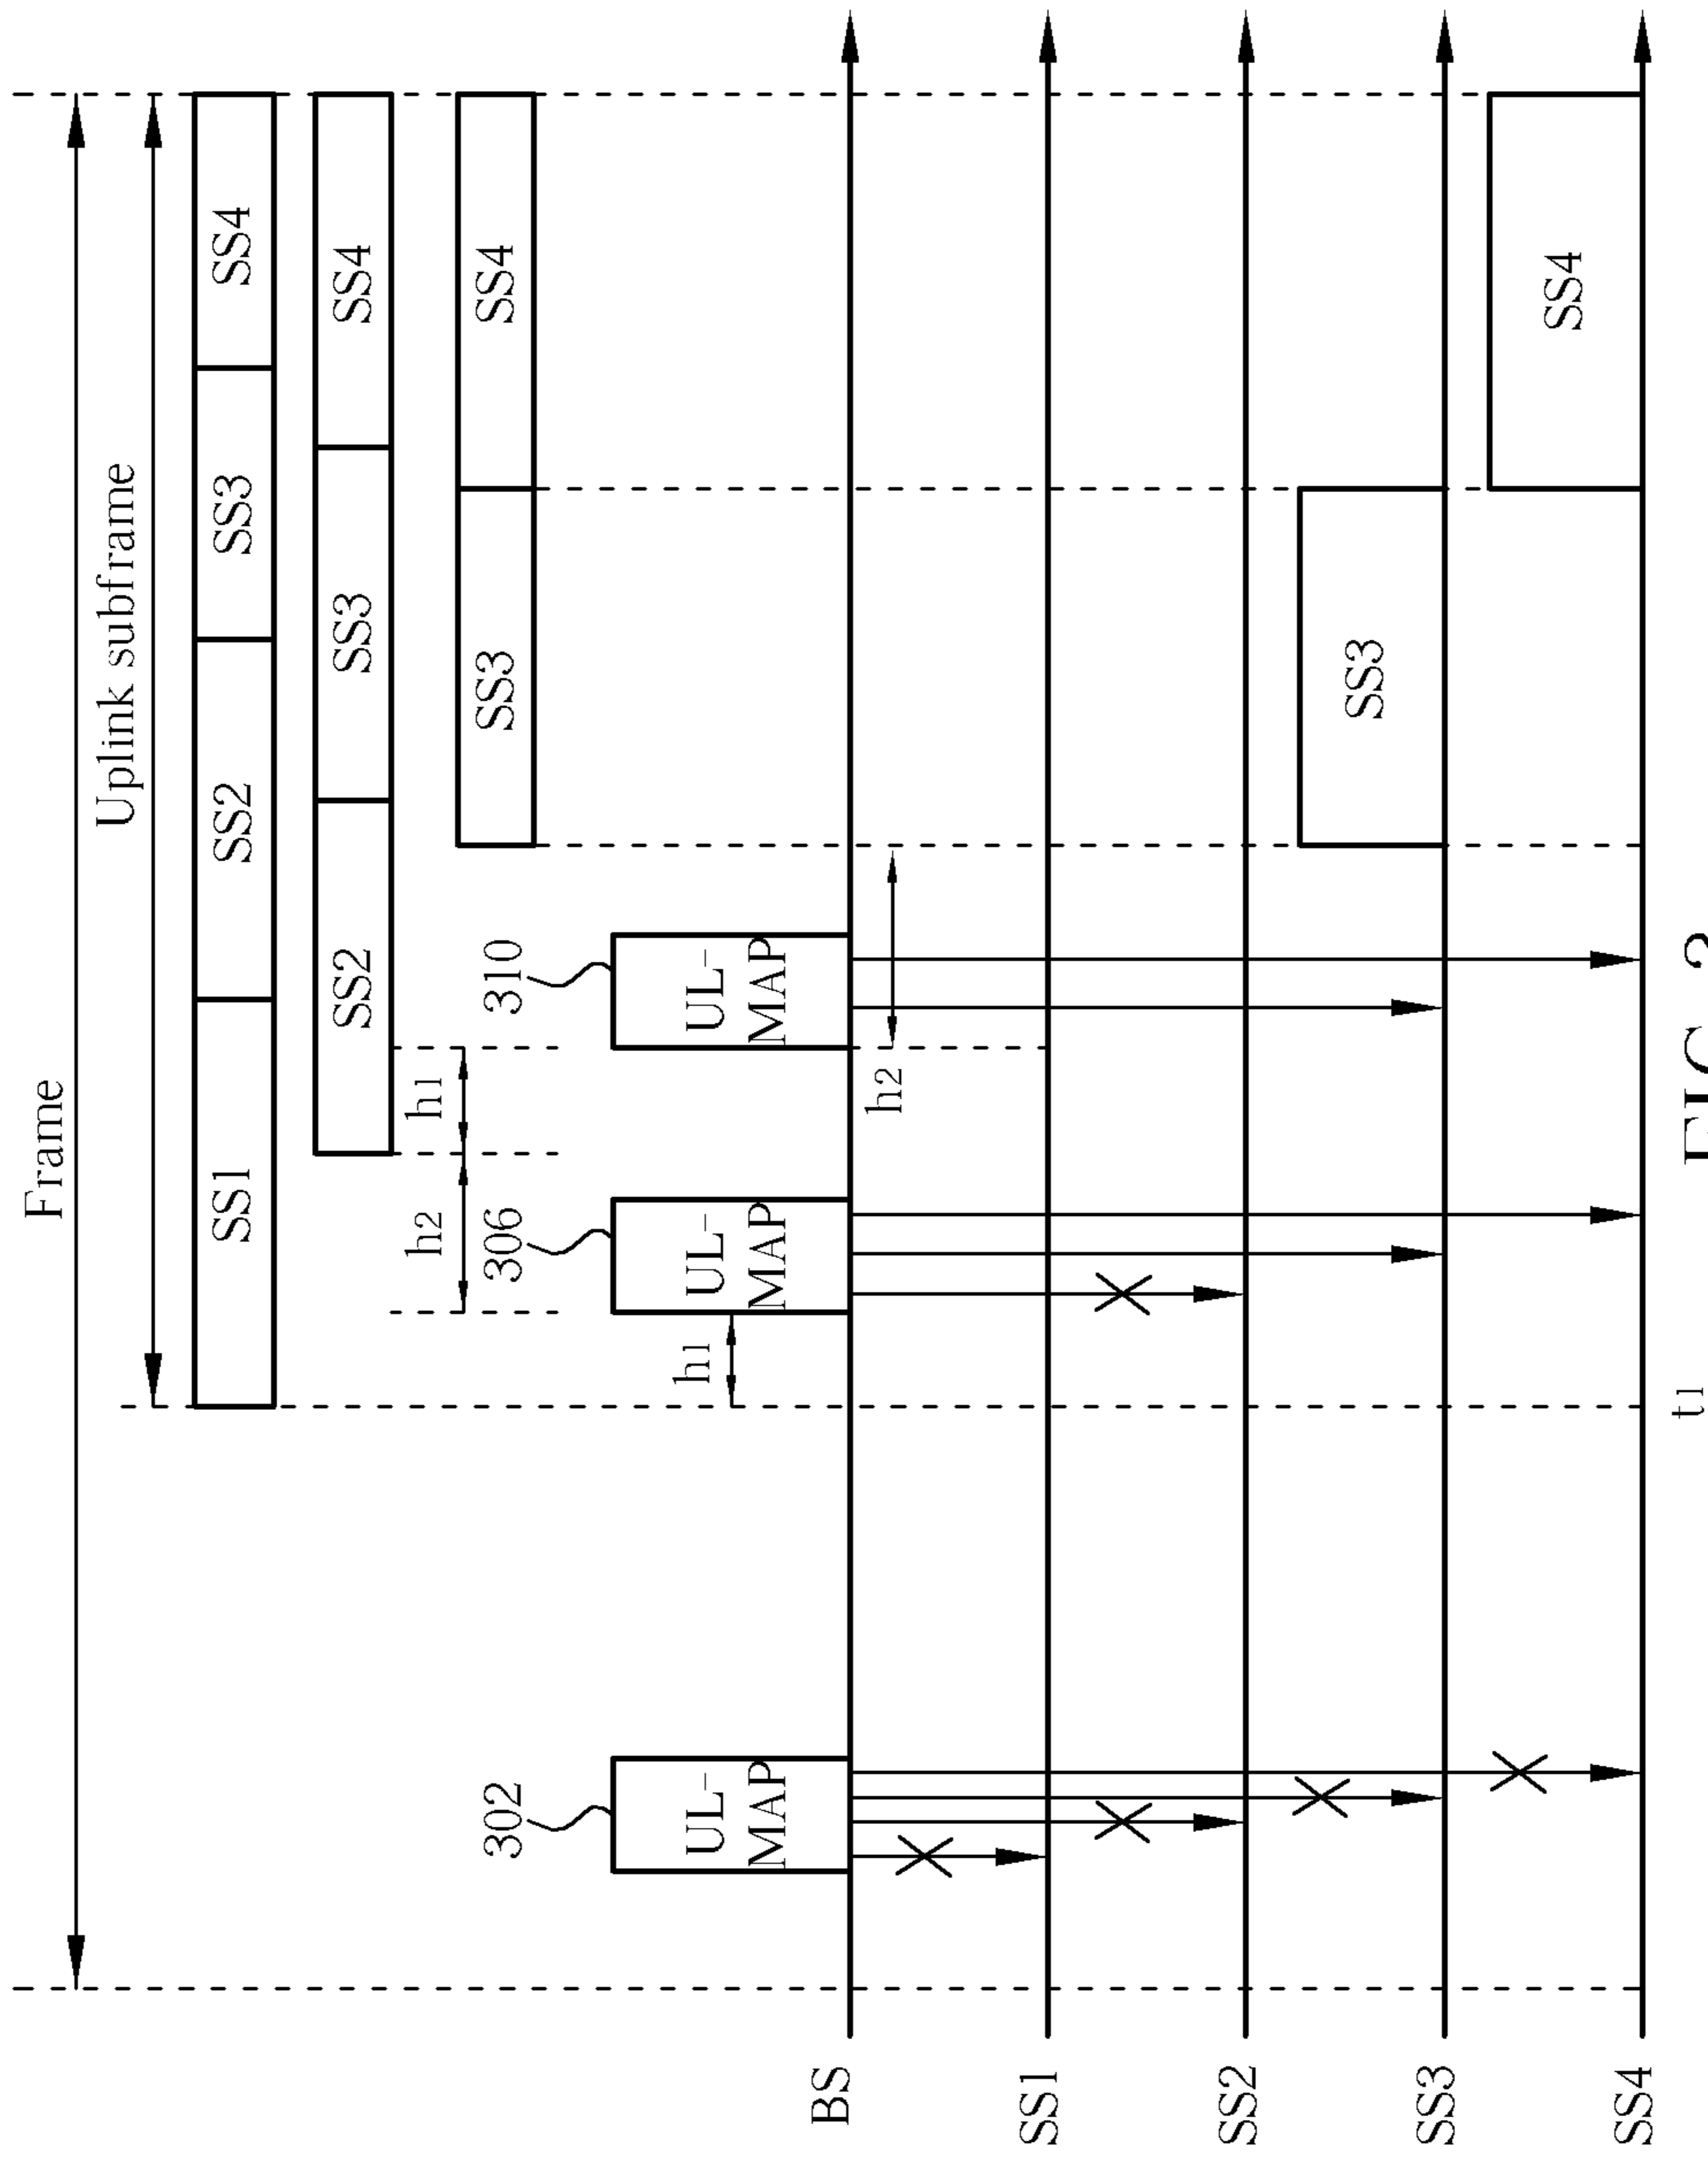 Frame
Uplink subframe
SS1 SS2 SS3 SS4
SS2 SS3 SS4
h2 h1
SS3 SS4
302 306 310
UL-
MAP
h1
UL-
MAP
UL-
MAP
BS
h2
SS1
SS2
SS3
SS3
SS4
SS4
t1